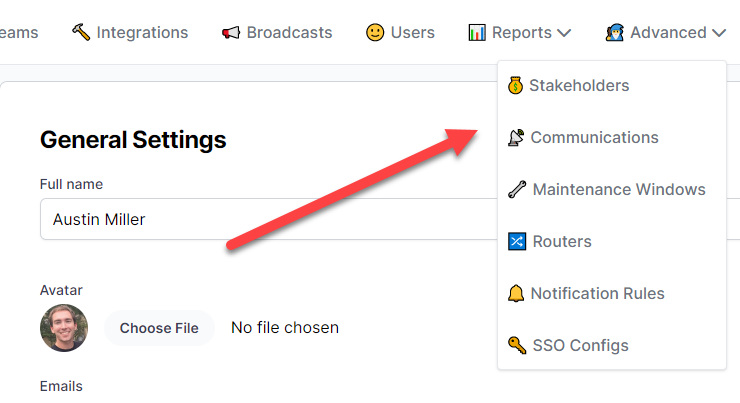 eams Integrations Broadcasts Users Reports Advanced
Stakeholders
Communications
Maintenance Windows
Routers
Notification Rules
SSO Configs
General Settings
Full name
Austin Miller
Avatar
Choose File No file chosen
Emails